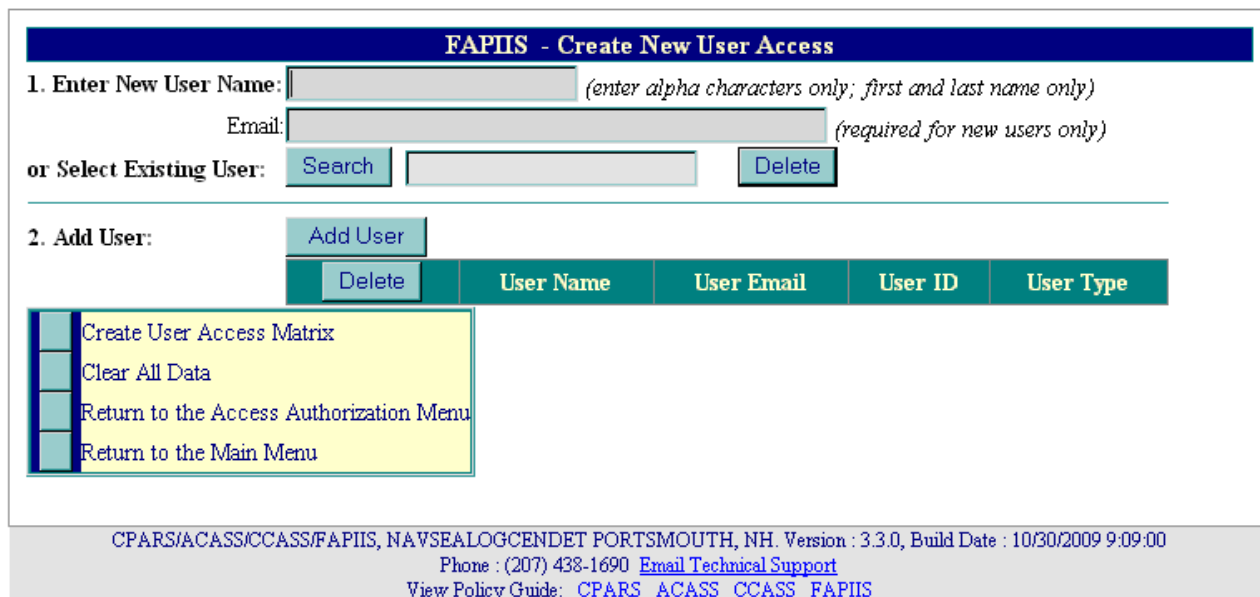 FAPIIS - Create New User Access
1. Enter New User Name: (enter alpha characters only; first and last name only)
Email: (required for new users only)
or Select Existing User: Search Delete
2. Add User: Add User
Delete User Name User Email User ID User Type
Create User Access Matrix
Clear All Data
Return to the Access Authorization Menu
Return to the Main Menu
CPARS/ACASS/CCASS/FAPIIS, NAVSEALOGCENDET PORTSMOUTH, NH. Version : 3.3.0, Build Date : 10/30/2009 9:09:00
Phone : (207) 438-1690 Email Technical Support
View Policy Guide: CPARS ACASS CCASS FAPIIS